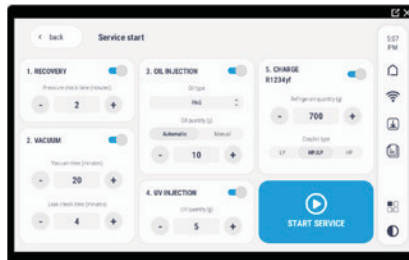 back
Service start
5:07
PM
1. RECOVERY
Pressure check time (minutes)
-
2
+
2. VACUUM
Vacuum time (minutes)
-
20
+
Leak check time (minutes)
-
4
+
3. OIL INJECTION
Oil type
PAG
Oil quantity (g)
Automatic
Manual
-
10
+
4. UV INJECTION
UV quantity (g)
-
5
+
5. CHARGE
R1234yf
Refrigerant quantity (g)
-
700
+
Coupler type
LP
HP/LP
HP
START SERVICE